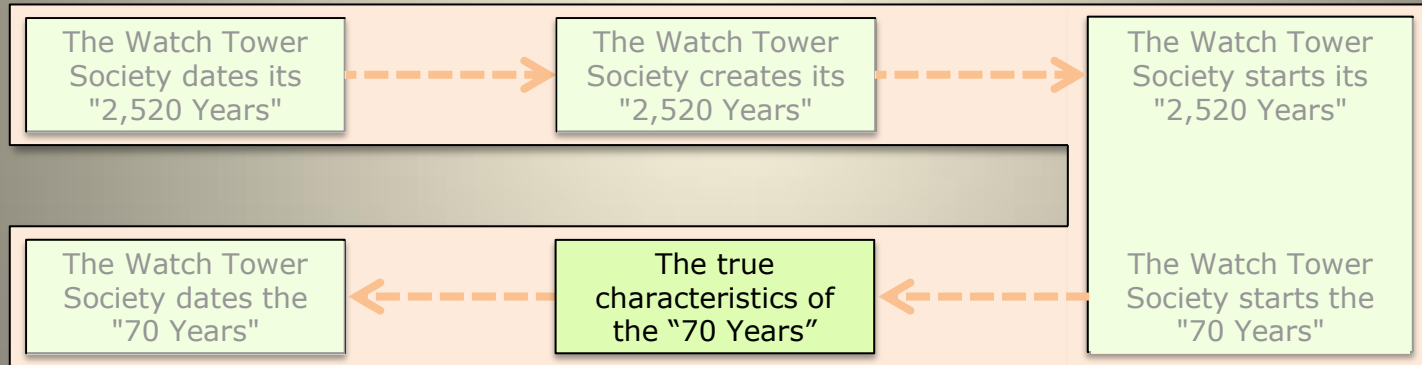 The Watch Tower
Society dates its
"2,520 Years"
The Watch Tower
Society creates its
"2,520 Years"
The Watch Tower
Society starts its
"2,520 Years"
The Watch Tower
Society dates the
"70 Years"
The true
characteristics of
the “70 Years”
The Watch Tower
Society starts the
"70 Years"